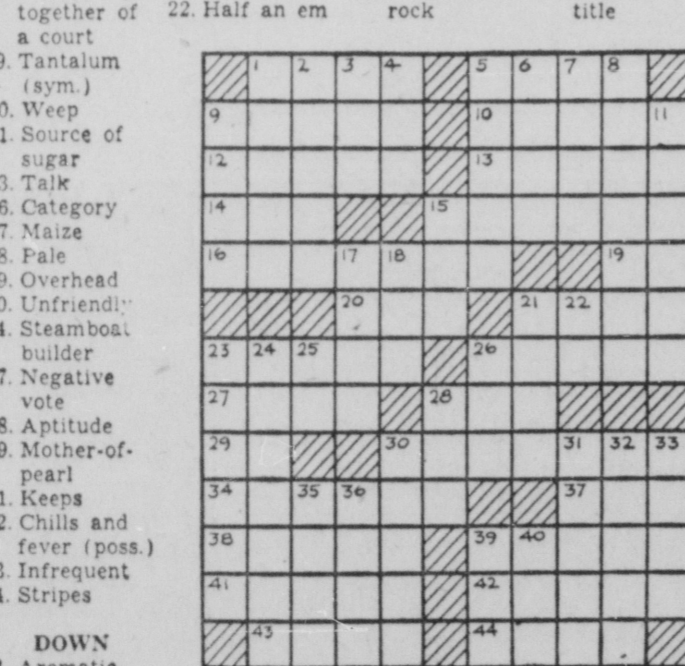 together of
a court
9. Tantalum
(sym.)
0. Weep
1. Source of
sugar
3. Talk
6. Category
7. Maize
8. Pale
9. Overhead
0. Unfriendly
4. Steamboat
builder
7. Negative
vote
8. Aptitude
9. Mother-of-
pearl
1. Keeps
2. Chills and
fever (poss.)
3. Infrequent
4. Stripes
DOWN
Aromatic
22. Half an em
rock
title
1 2 3 4 5 6 7 8
9 10 11
12 13
14 15
16 17 18 19
20 21 22
23 24 25 26
27 28
29 30 31 32 33
34 35 36 37
38 39 40
41 42
43 44